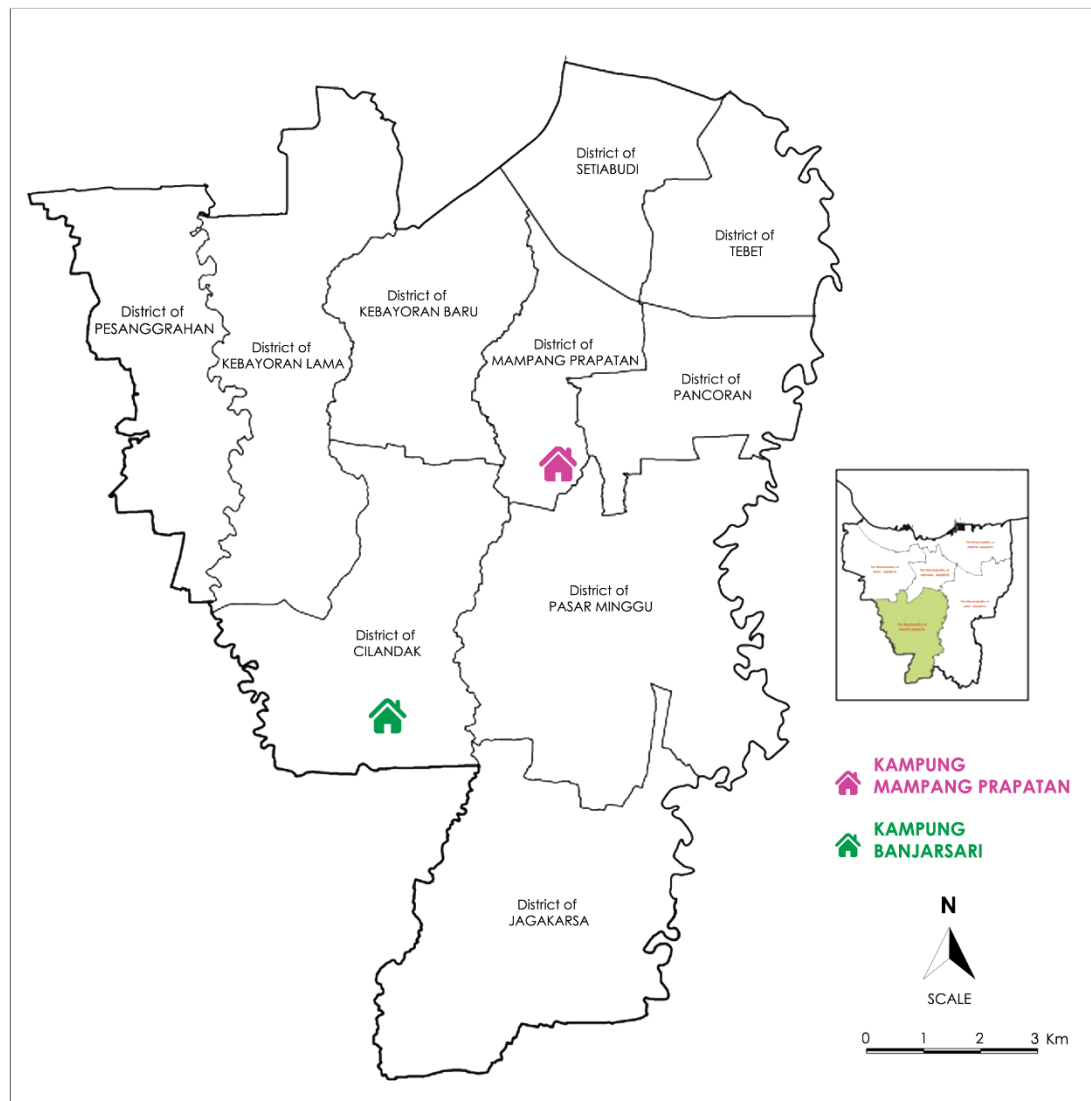 District of
SETIABUDI
District of
TEBET
District of
PESANGGRAHAN
District of
KEBAYORAN LAMA
District of
KEBAYORAN BARU
District of
MAMPANG PRAPATAN
District of
PANCORAN
District of
PASAR MINGGU
District of
CILANDAK
District of
JAGAKARSA
KAMPUNG
MAMPANG PRAPATAN
KAMPUNG
BANJARSARI
N
SCALE
0 1 2 3 Km